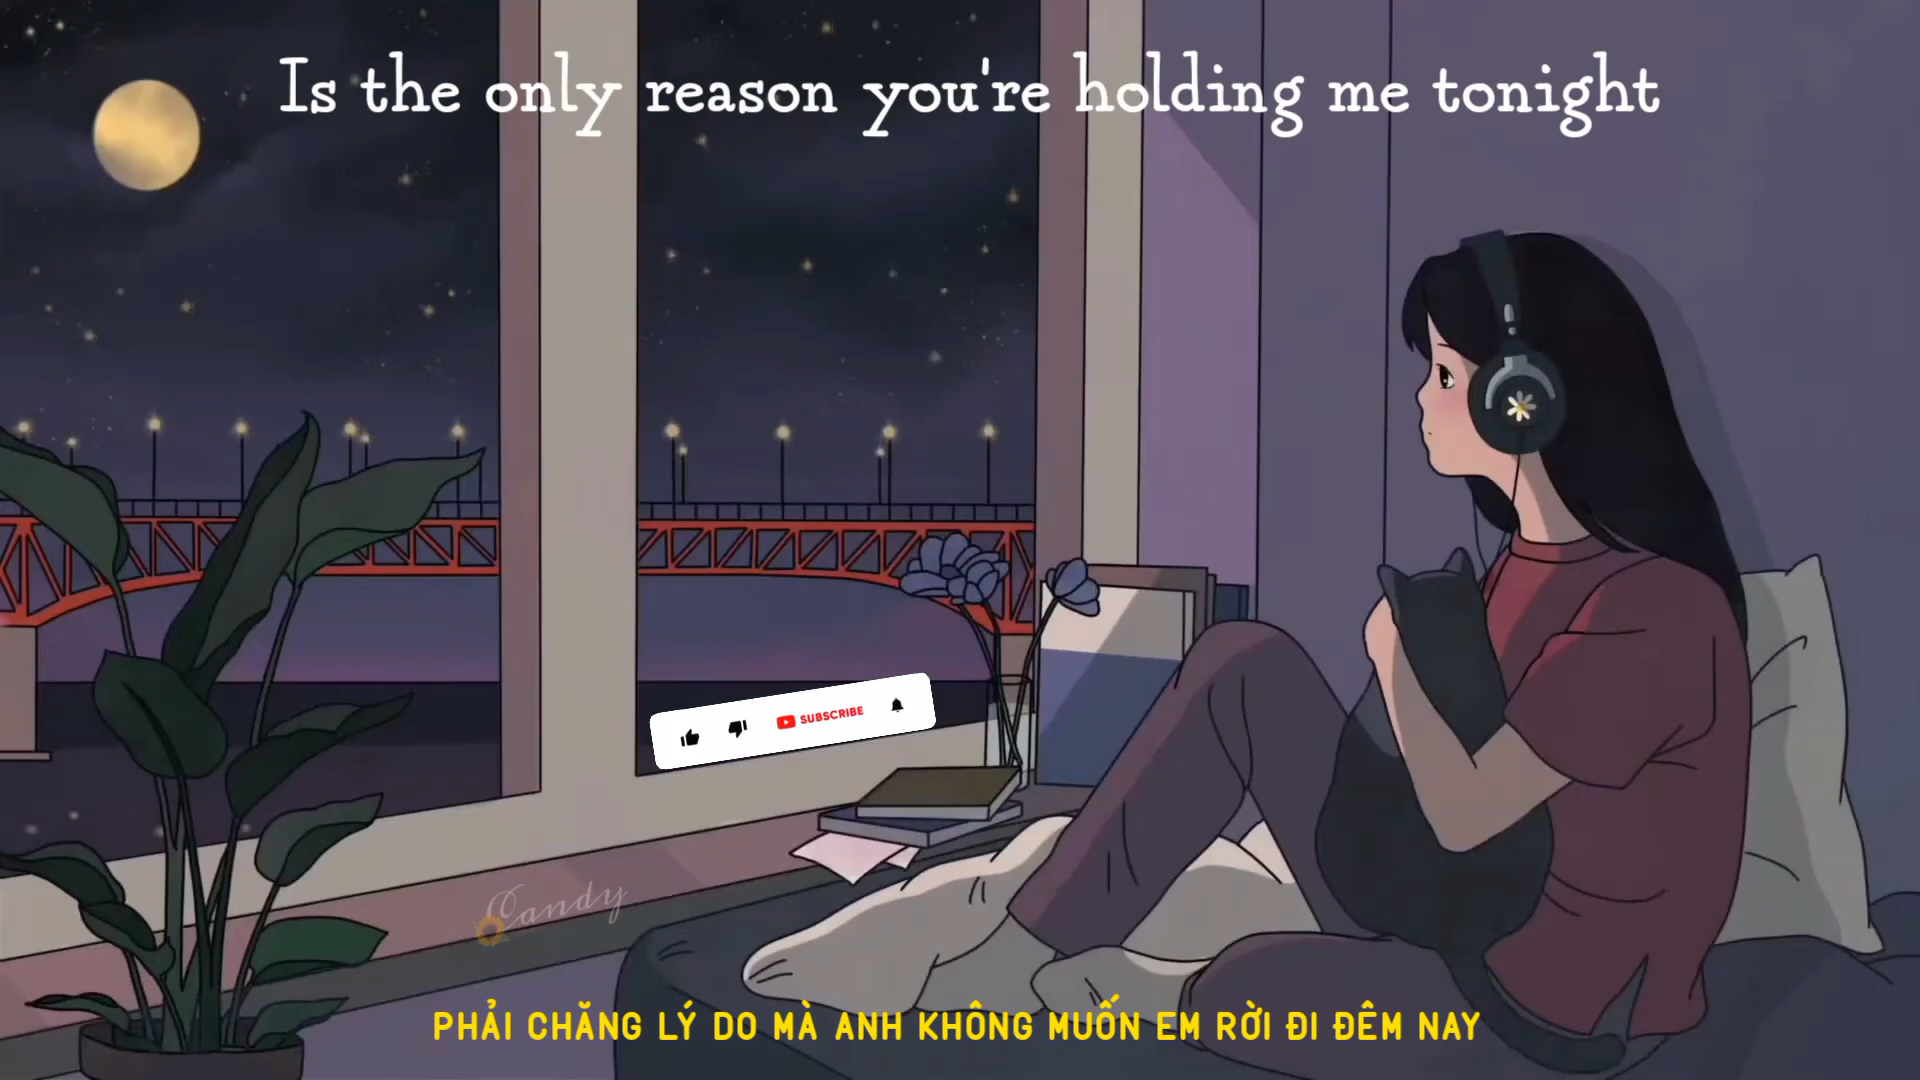 Is the only reason you're holding me tonight
SUBSCRIBE
Candy
PHẢI CHĂNG LÝ DO MÀ ANH KHÔNG MUỐN EM RỜI ĐI ĐÊM NAY